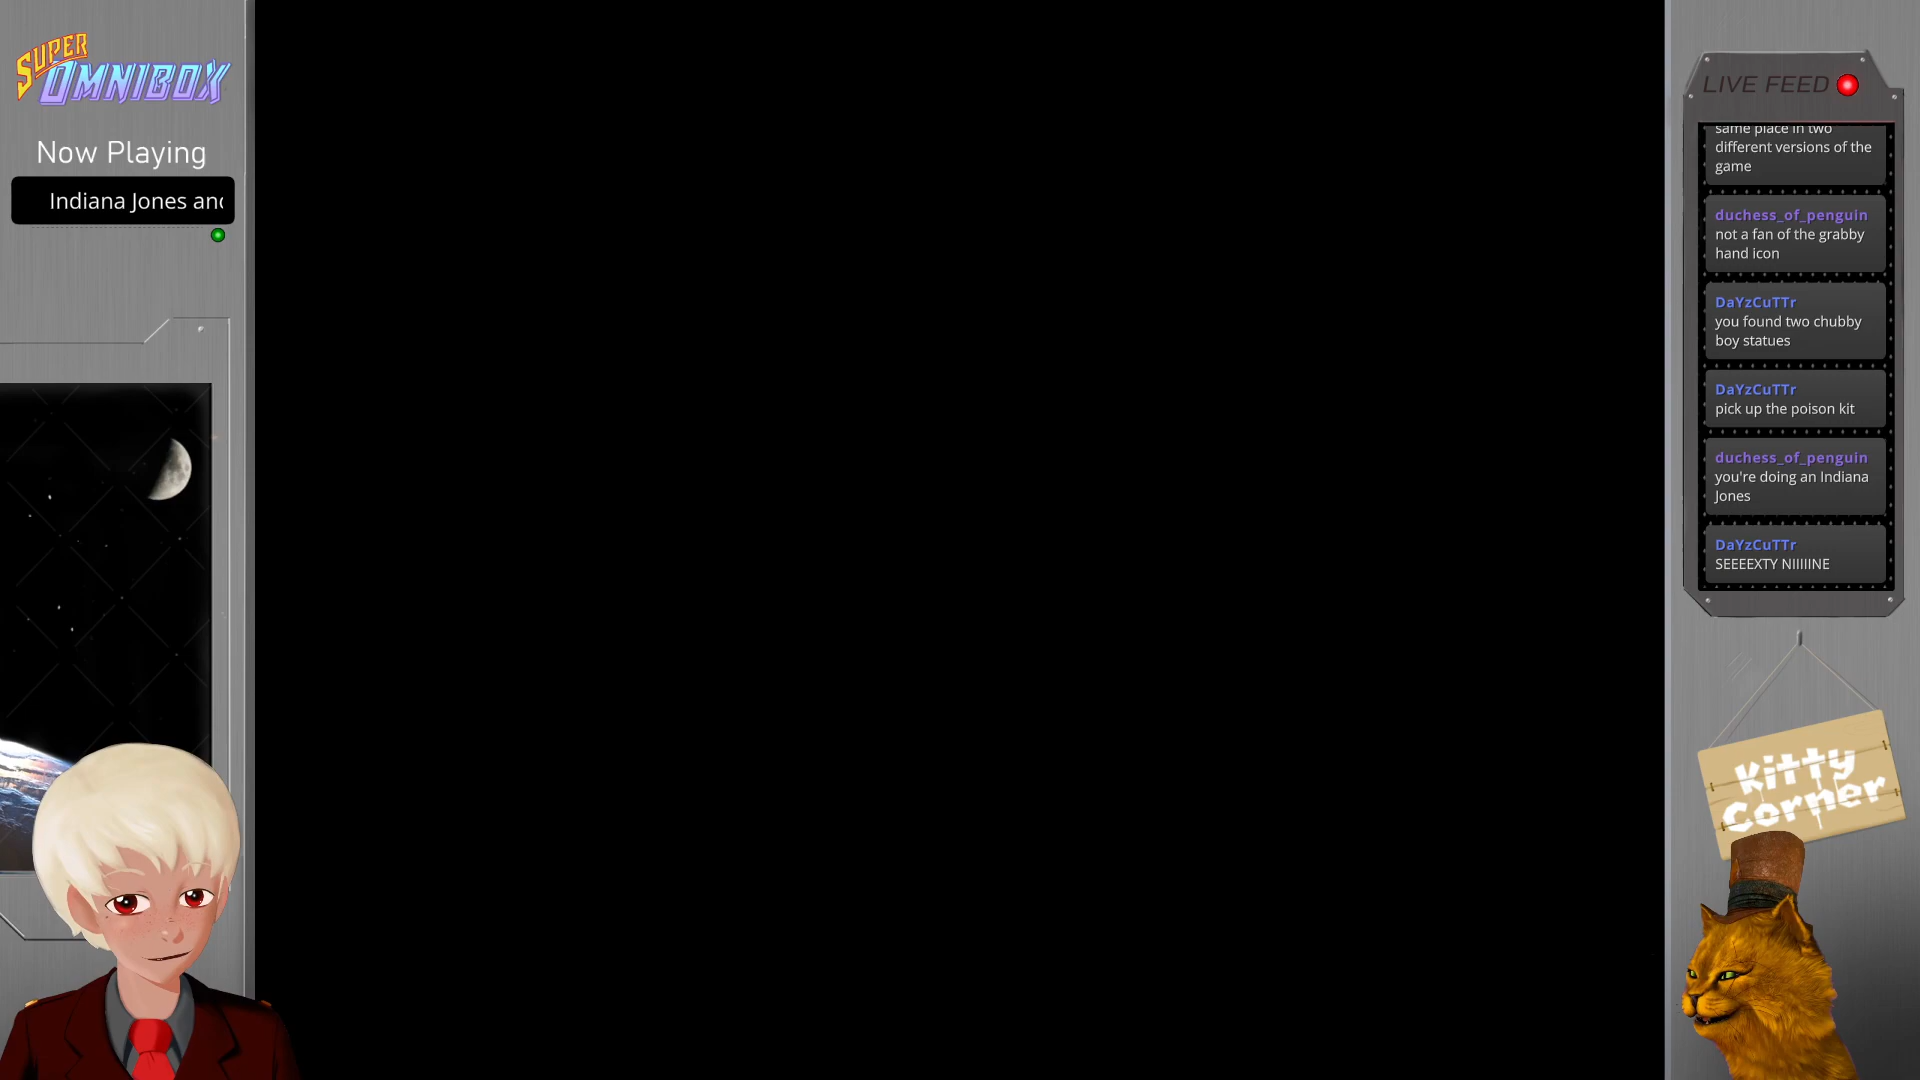 SUPER
OMNIBOX
Now Playing
Indiana Jones and
LIVE FEED
same place in two
different versions of the
game
duchess_of_penguin
not a fan of the grabby
hand icon
DaYzCuTTr
you found two chubby
boy statues
DaYzCuTTr
pick up the poison kit
duchess_of_penguin
you're doing an Indiana
Jones
DaYzCuTTr
SEEEEXTY NIIIIINE
Kitty
Corner